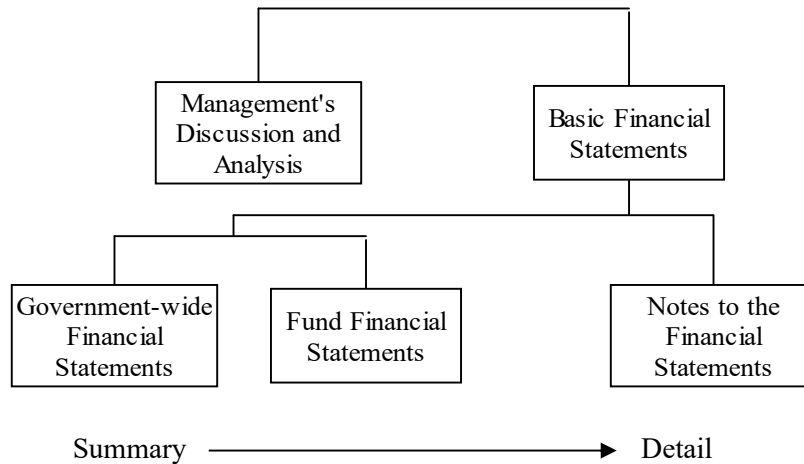 Management's
Discussion and
Analysis
Basic Financial
Statements
Government-wide
Financial
Statements
Fund Financial
Statements
Notes to the
Financial
Statements
Summary
Detail